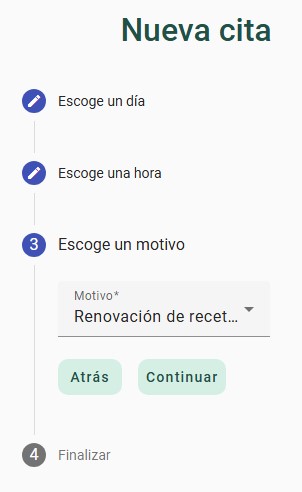 Nueva cita
Escoge un día
Escoge una hora
3 Escoge un motivo
Motivo*
Renovación de recet...
Atrás Continuar
4 Finalizar